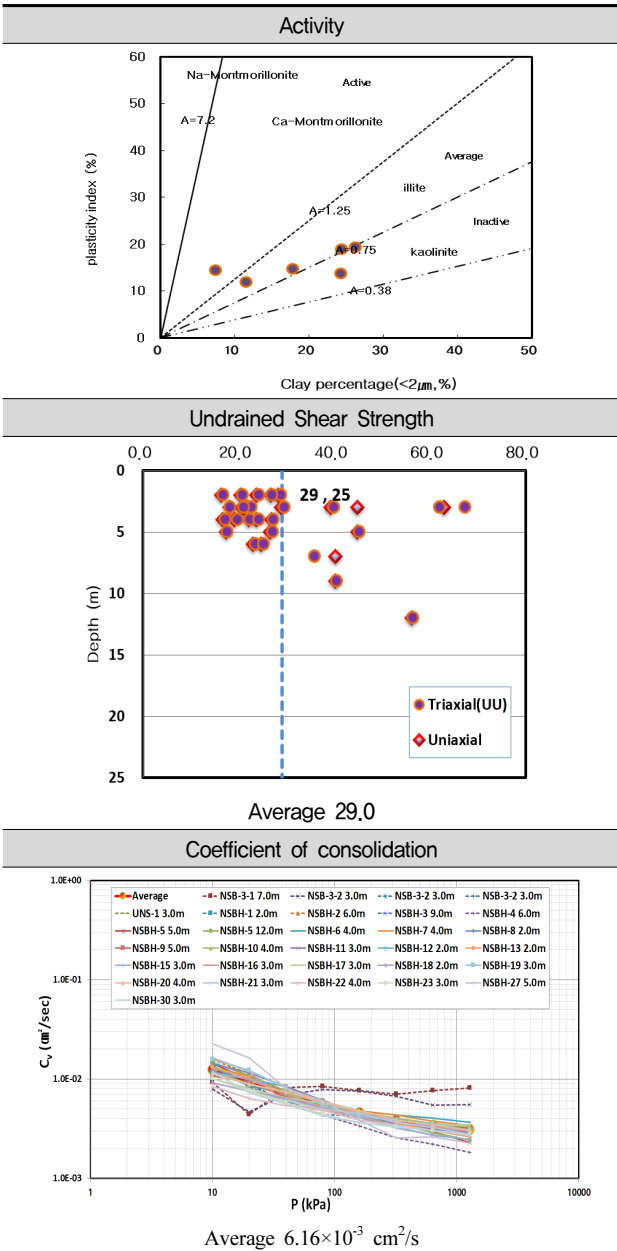 Activity
60
50
40
30
20
10
0
plasticity index (%)
Na-Montmorillonite
Active
A=7.2
Ca-Montmorillonite
Average
illite
A=1.25
Inactive
A=0.75
kaolinite
A=0.38
0 10 20 30 40 50
Clay percentage(<2μm,%)
Undrained Shear Strength
0.0 20.0 40.0 60.0 80.0
0
5
10
15
20
25
Depth (m)
29,25
Triaxial(UU)
Uniaxial
Average 29.0
Coefficient of consolidation
1.0E+00
1.0E-01
1.0E-02
1.0E-03
Cv (㎠/sec)
Average NSB-3-1 7.0m NSB-3-2 3.0m NSB-3-2 3.0m NSB-3-2 3.0m
UNS-1 3.0m NSBH-1 2.0m NSBH-2 6.0m NSBH-3 9.0m NSBH-4 6.0m
NSBH-5 5.0m NSBH-5 12.0m NSBH-6 4.0m NSBH-7 4.0m NSBH-8 2.0m
NSBH-9 5.0m NSBH-10 4.0m NSBH-11 3.0m NSBH-12 2.0m NSBH-13 2.0m
NSBH-15 3.0m NSBH-16 3.0m NSBH-17 3.0m NSBH-18 2.0m NSBH-19 3.0m
NSBH-20 4.0m NSBH-21 3.0m NSBH-22 4.0m NSBH-23 3.0m NSBH-27 5.0m
NSBH-30 3.0m
1 10 100 1000 10000
P (kPa)
Average 6.16×10⁻³ cm²/s